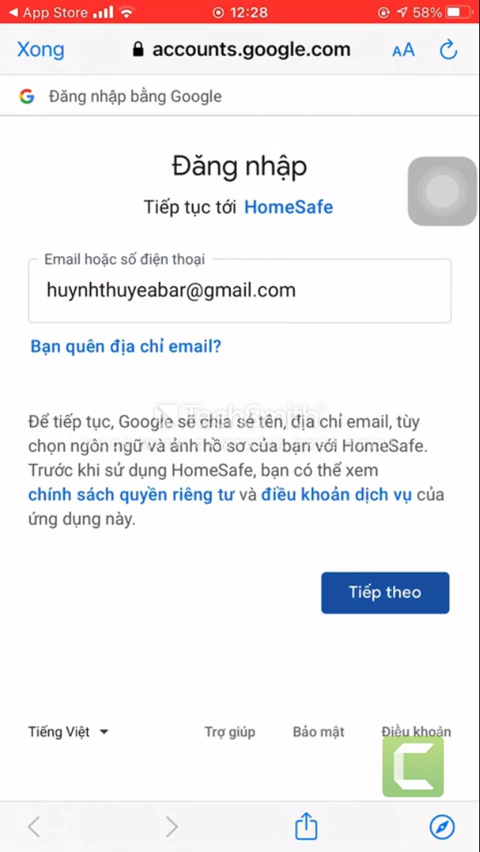 App Store 12:28 58%
Xong accounts.google.com AA
Đăng nhập bằng Google
Đăng nhập
Tiếp tục tới HomeSafe
Email hoặc số điện thoại
huynhthuyeabar@gmail.com
Bạn quên địa chỉ email?
TechSmith
Để tiếp tục, Google sẽ chia sẻ tên, địa chỉ email, tùy
chọn ngôn ngữ và ảnh hồ sơ của bạn với HomeSafe.
Trước khi sử dụng HomeSafe, bạn có thể xem
chính sách quyền riêng tư và điều khoản dịch vụ của
ứng dụng này.
Tiếp theo
Tiếng Việt Trợ giúp Bảo mật Điều khoản